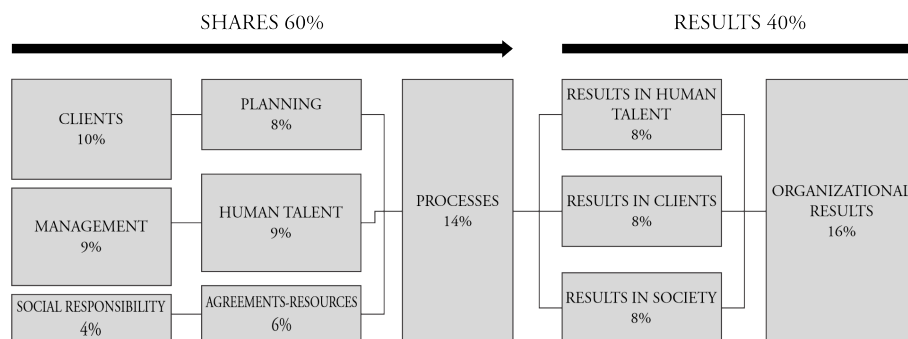 SHARES 60%
RESULTS 40%
CLIENTS
10%
MANAGEMENT
9%
SOCIAL RESPONSIBILITY
4%
PLANNING
8%
HUMAN TALENT
9%
AGREEMENTS-RESOURCES
6%
PROCESSES
14%
RESULTS IN HUMAN
TALENT
8%
RESULTS IN CLIENTS
8%
RESULTS IN SOCIETY
8%
ORGANIZATIONAL
RESULTS
16%